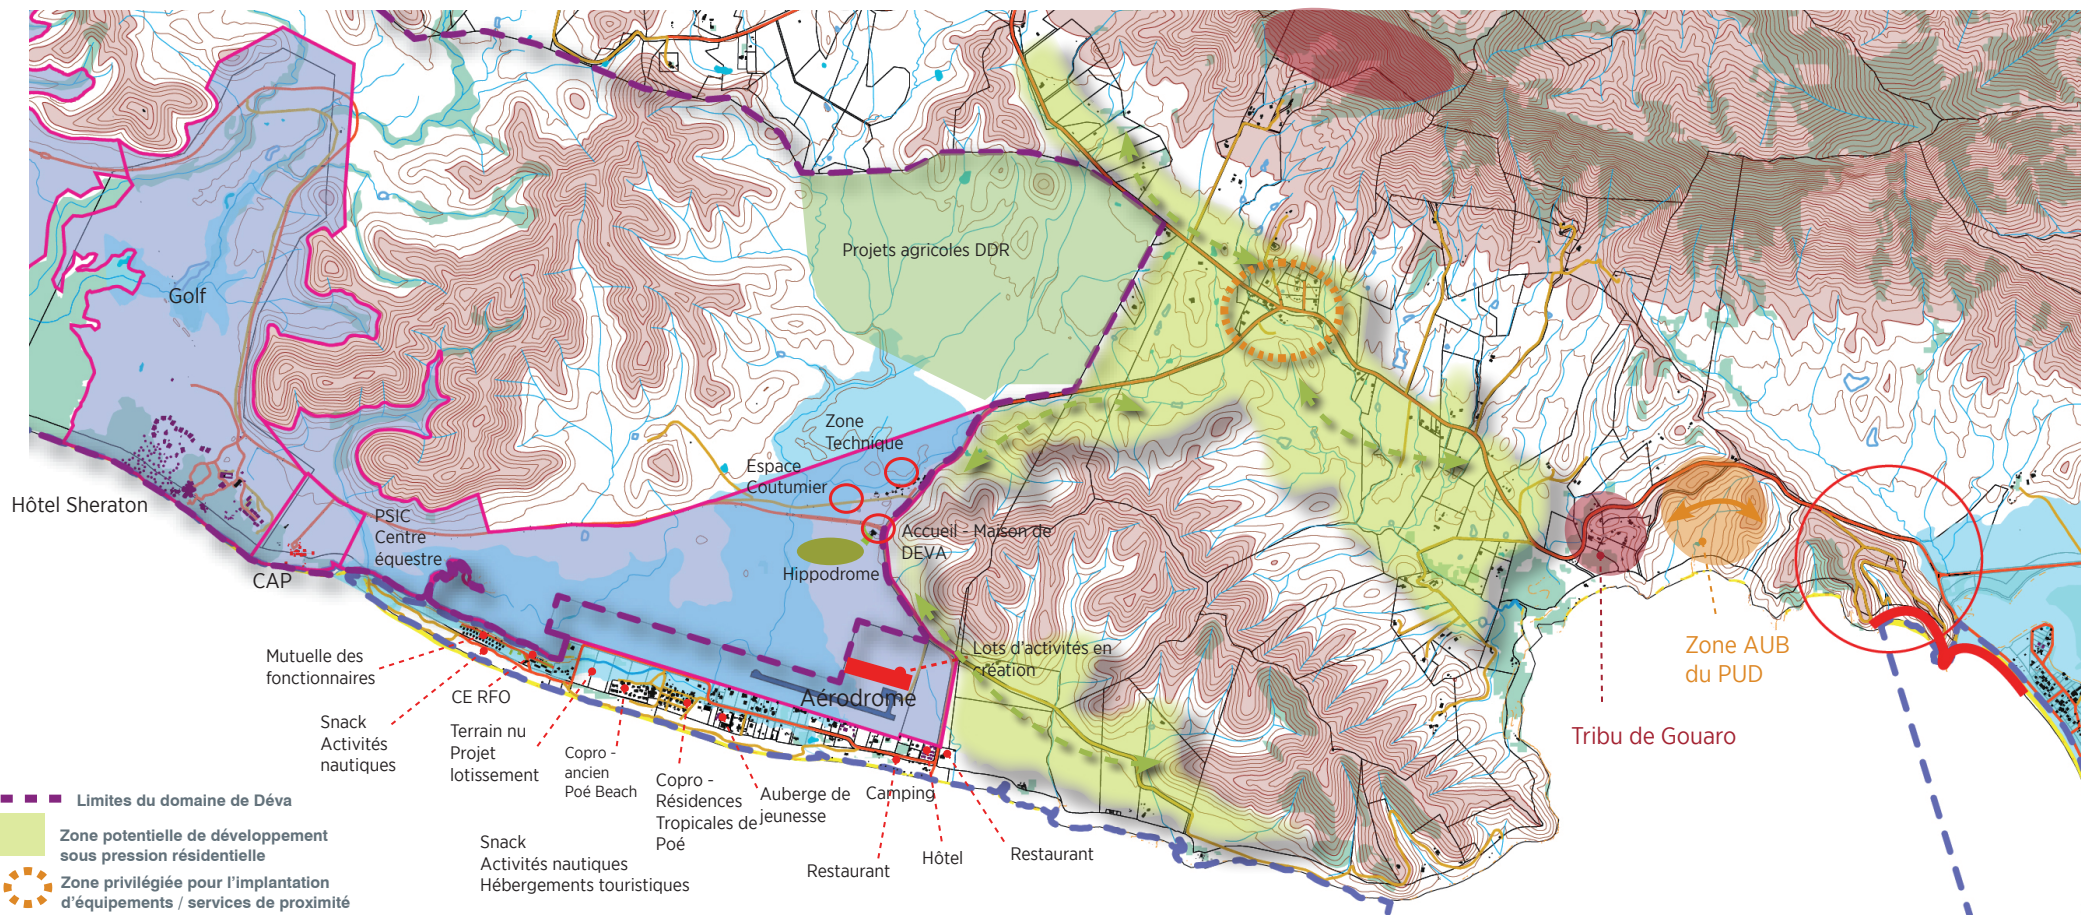 Projets agricoles DDR
Golf
Zone
Technique
Espace
Coutumier
Hôtel Sheraton
PSIC
Centre
équestre
Accueil - Maison de
DEVA
Hippodrome
CAP
Mutuelle des
fonctionnaires
CE RFO
Snack
Activités
nautiques
Terrain nu
Projet
lotissement
Copro -
ancien
Poé Beach
Copro -
Résidences
Tropicales de
Poé
Auberge de
jeunesse
Aérodrome
Lots d'activités en
création
Camping
Snack
Activités nautiques
Hébergements touristiques
Restaurant
Hôtel
Restaurant
Zone AUB
du PUD
Tribu de Gouaro
Limites du domaine de Déva
Zone potentielle de développement
sous pression résidentielle
Zone privilégiée pour l'implantation
d'équipements / services de proximité